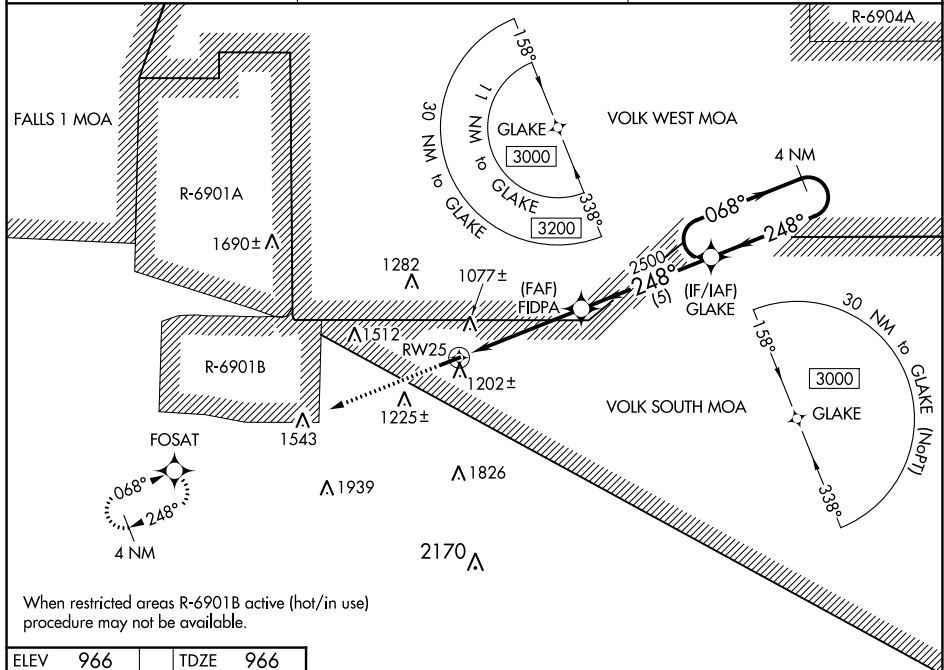 R-6904A
158°
FALLS 1 MOA
GLAKE
VOLK WEST MOA
3000
11 NM to GLAKE
30 NM to GLAKE
4 NM
R-6901A
338°
3200
068°
248°
1690±
1282
1077±
2500
248°
(5)
(IF/IAF)
GLAKE
(FAF)
FIDPA
30 NM to GLAKE (NoPT)
158°
1512
RW25
R-6901B
1202±
3000
1225±
VOLK SOUTH MOA
GLAKE
1543
FOSAT
068°
248°
4 NM
1939
1826
338°
2170
When restricted areas R-6901B active (hot/in use)
procedure may not be available.
ELEV 966 TDZE 966